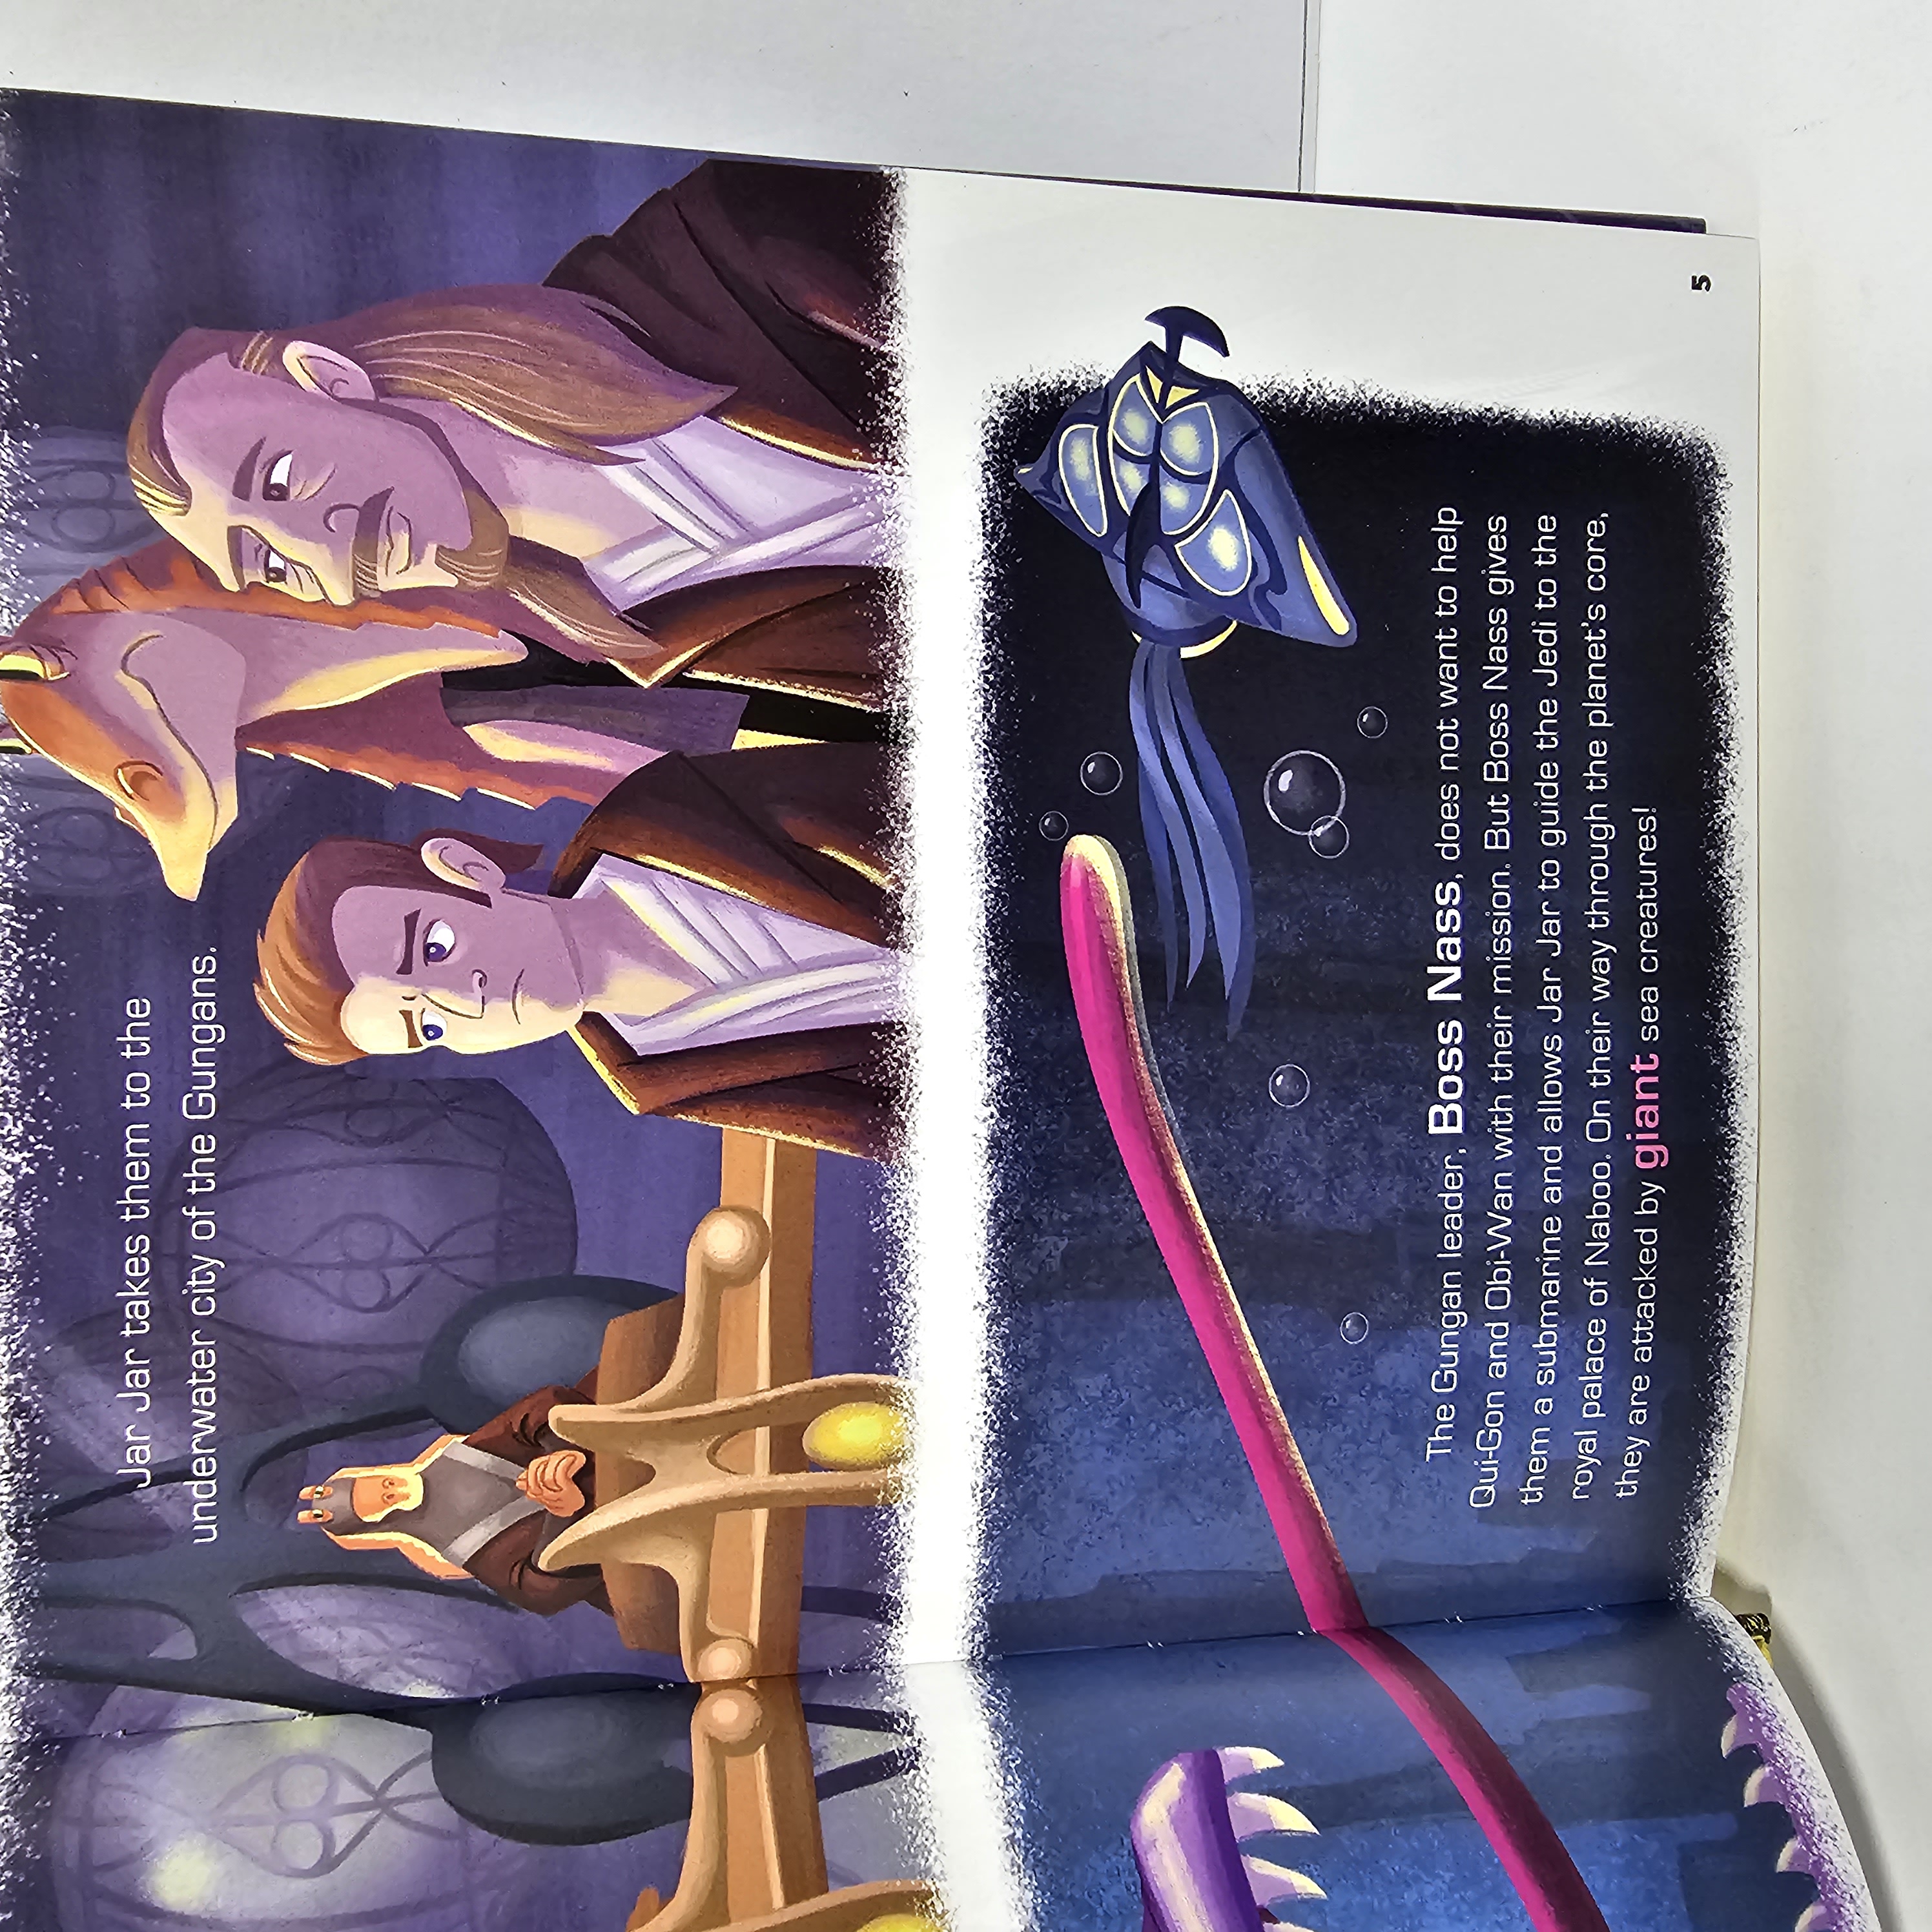 Jar Jar takes them to the
underwater city of the Gungans.
The Gungan leader, Boss Nass, does not want to help
Qui-Gon and Obi-Wan with their mission. But Boss Nass gives
them a submarine and allows Jar Jar to guide the Jedi to the
royal palace of Naboo. On their way through the planet's core,
they are attacked by giant sea creatures!
5